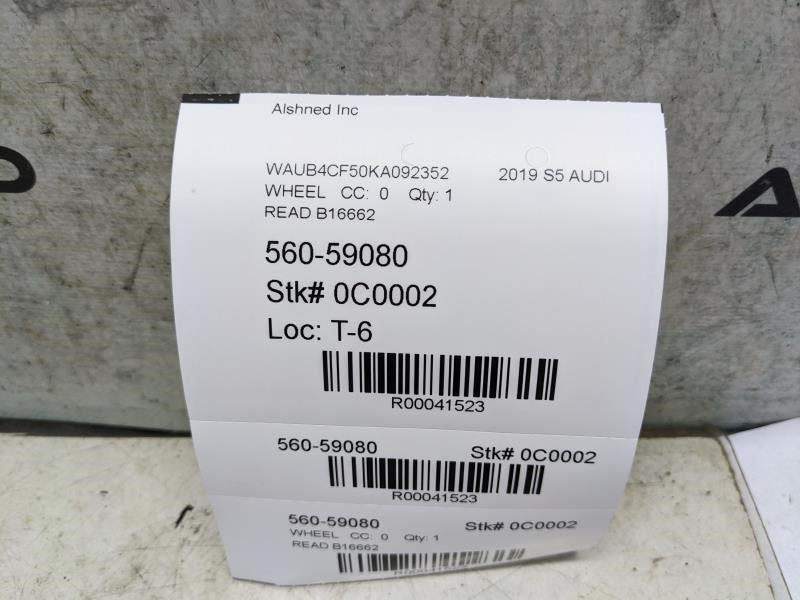 Alshned Inc
WAUB4CF50KA092352 2019 S5 AUDI
WHEEL CC: 0 Qty: 1
READ B16662
560-59080
Stk# 0C0002
Loc: T-6
R00041523
560-59080 Stk# 0C0002
R00041523
560-59080 Stk# 0C0002
WHEEL CC: 0 Qty: 1
READ B16662